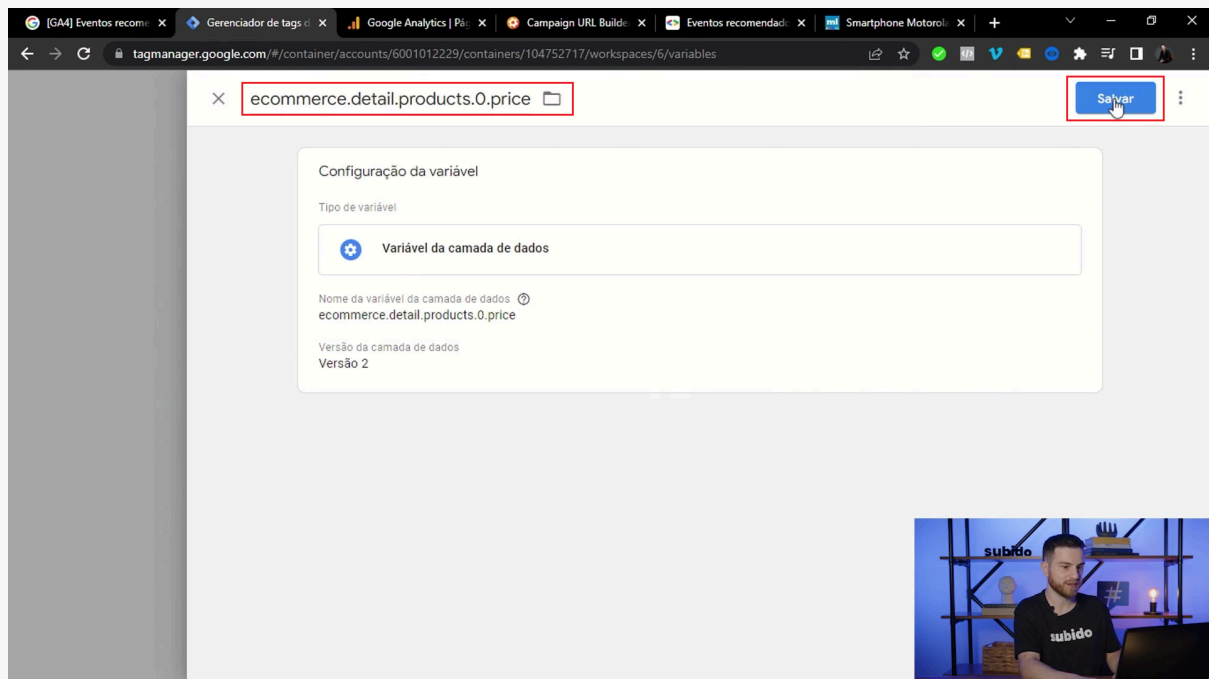 [GA4] Eventos recome
Gerenciador de tags d
Google Analytics | Pág
Campaign URL Builde
Eventos recomendado
Smartphone Motorola
tagmanager.google.com/#/container/accounts/6001012229/containers/104752717/workspaces/6/variables
ecommerce.detail.products.0.price
Salvar
Configuração da variável
Tipo de variável
Variável da camada de dados
Nome da variável da camada de dados
ecommerce.detail.products.0.price
Versão da camada de dados
Versão 2
subido
#
subido